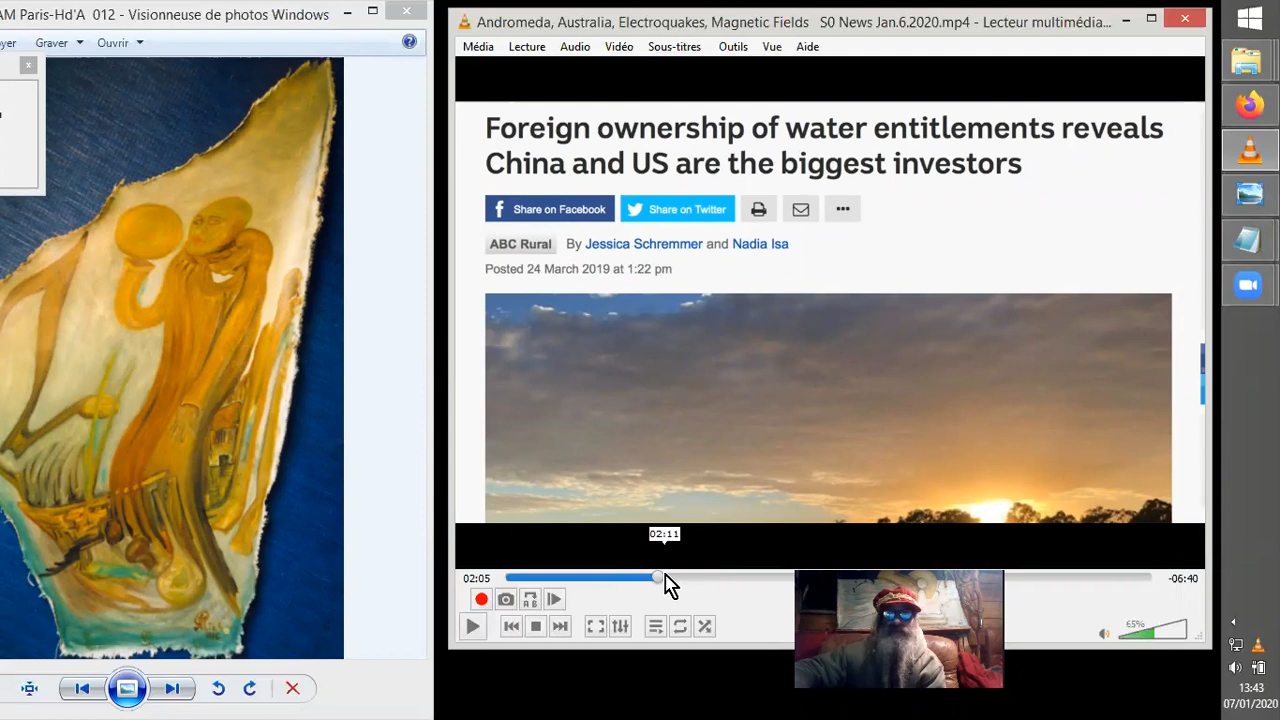 AM Paris-Hd'A  012 - Visionneuse de photos Windows
Graver
Ouvrir
Andromeda, Australia, Electroquakes, Magnetic Fields   S0 News Jan.6.2020.mp4 - Lecteur multimédia...
Média Lecture Audio Vidéo Sous-titres Outils Vue Aide
Foreign ownership of water entitlements reveals
China and US are the biggest investors
Share on Facebook
Share on Twitter
ABC Rural
By Jessica Schremmer and Nadia Isa
Posted 24 March 2019 at 1:22 pm
02:11
02:05
-06:40
65%
13:43
07/01/2020